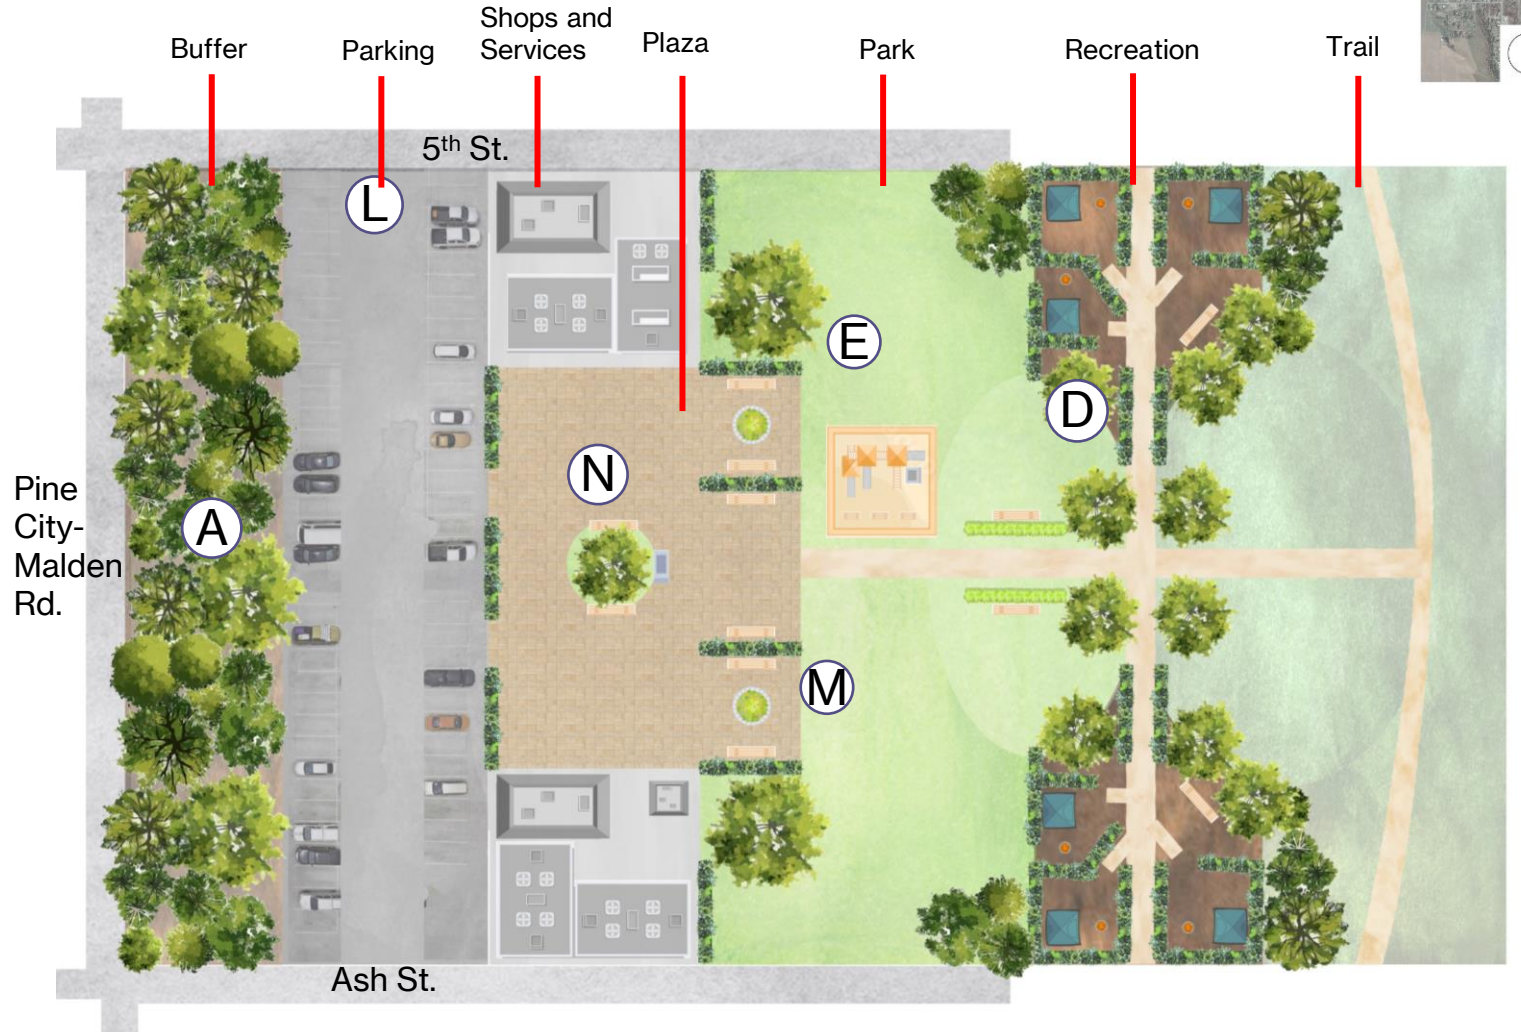 Shops and
Services
Buffer
Parking
Plaza
Park
Recreation
Trail
5th St.
L
E
D
N
A
Pine
City-
Malden
Rd.
M
Ash St.